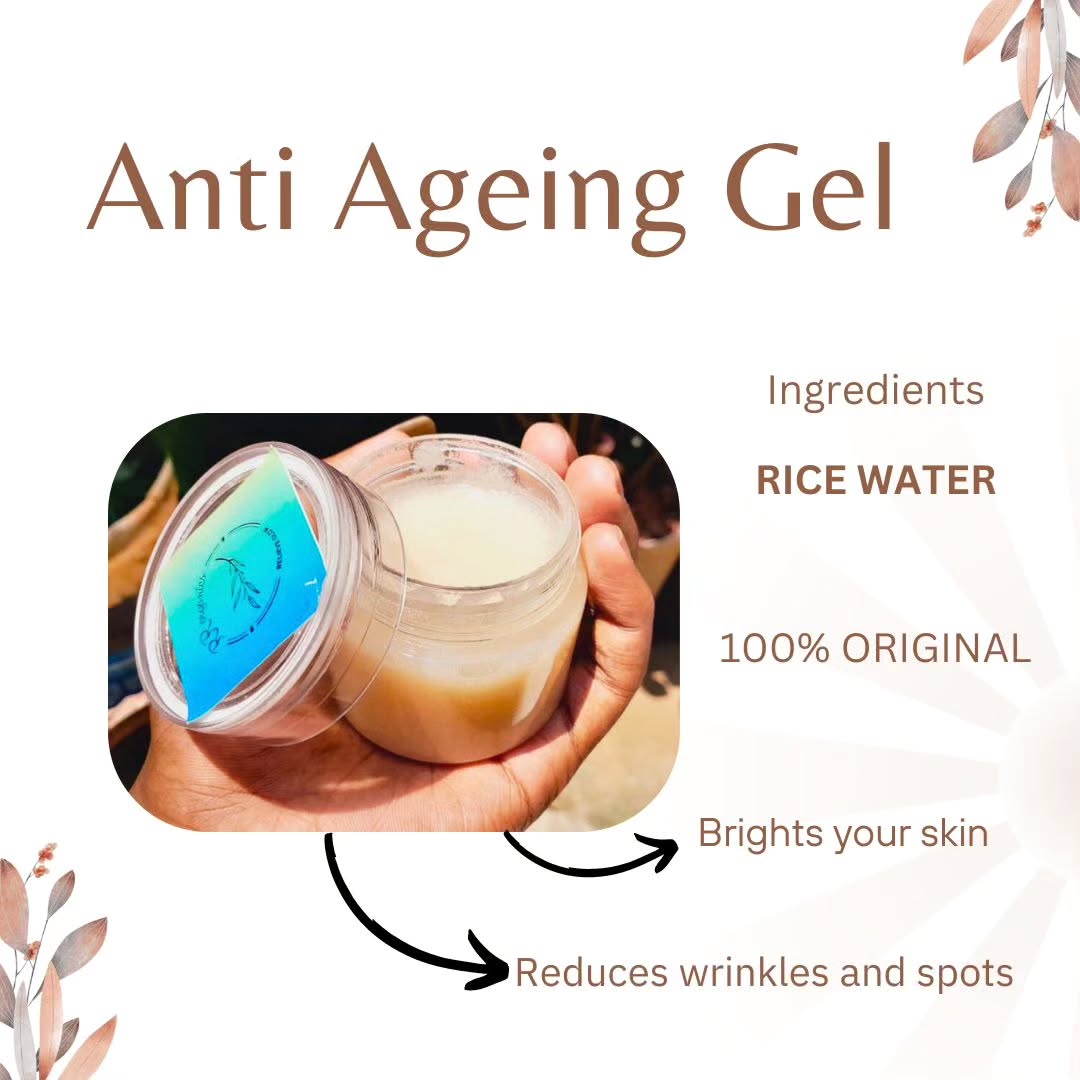 Anti Ageing Gel
Ingredients
RICE WATER
100% ORIGINAL
Brights your skin
Reduces wrinkles and spots